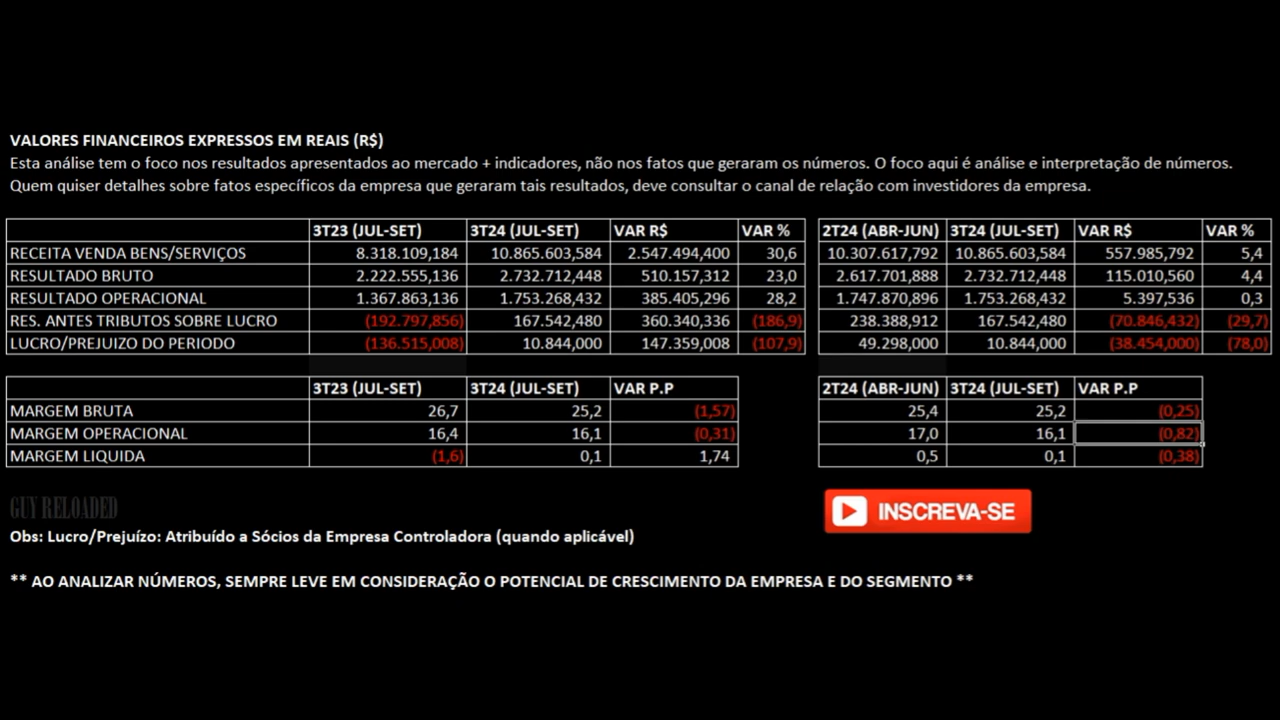 VALORES FINANCEIROS EXPRESSOS EM REAIS (R$)
Esta análise tem o foco nos resultados apresentados ao mercado + indicadores, não nos fatos que geraram os números. O foco aqui é análise e interpretação de números.
Quem quiser detalhes sobre fatos específicos da empresa que geraram tais resultados, deve consultar o canal de relação com investidores da empresa.
3T23 (JUL-SET) 3T24 (JUL-SET) VAR R$ VAR % 2T24 (ABR-JUN) 3T24 (JUL-SET) VAR R$ VAR %
RECEITA VENDA BENS/SERVIÇOS 8.318.109,184 10.865.603,584 2.547.494,400 30,6 10.307.617,792 10.865.603,584 557.985,792 5,4
RESULTADO BRUTO 2.222.555,136 2.732.712,448 510.157,312 23,0 2.617.701,888 2.732.712,448 115.010,560 4,4
RESULTADO OPERACIONAL 1.367.863,136 1.753.268,432 385.405,296 28,2 1.747.870,896 1.753.268,432 5.397,536 0,3
RES. ANTES TRIBUTOS SOBRE LUCRO (192.797,856) 167.542,480 360.340,336 (186,9) 238.388,912 167.542,480 (70.846,432) (29,7)
LUCRO/PREJUIZO DO PERIODO (136.515,008) 10.844,000 147.359,008 (107,9) 49.298,000 10.844,000 (38.454,000) (78,0)
3T23 (JUL-SET) 3T24 (JUL-SET) VAR P.P 2T24 (ABR-JUN) 3T24 (JUL-SET) VAR P.P
MARGEM BRUTA 26,7 25,2 (1,57) 25,4 25,2 (0,25)
MARGEM OPERACIONAL 16,4 16,1 (0,31) 17,0 16,1 (0,82)
MARGEM LIQUIDA (1,6) 0,1 1,74 0,5 0,1 (0,38)
GUY RELOADED
INSCREVA-SE
Obs: Lucro/Prejuízo: Atribuído a Sócios da Empresa Controladora (quando aplicável)
** AO ANALIZAR NÚMEROS, SEMPRE LEVE EM CONSIDERAÇÃO O POTENCIAL DE CRESCIMENTO DA EMPRESA E DO SEGMENTO **